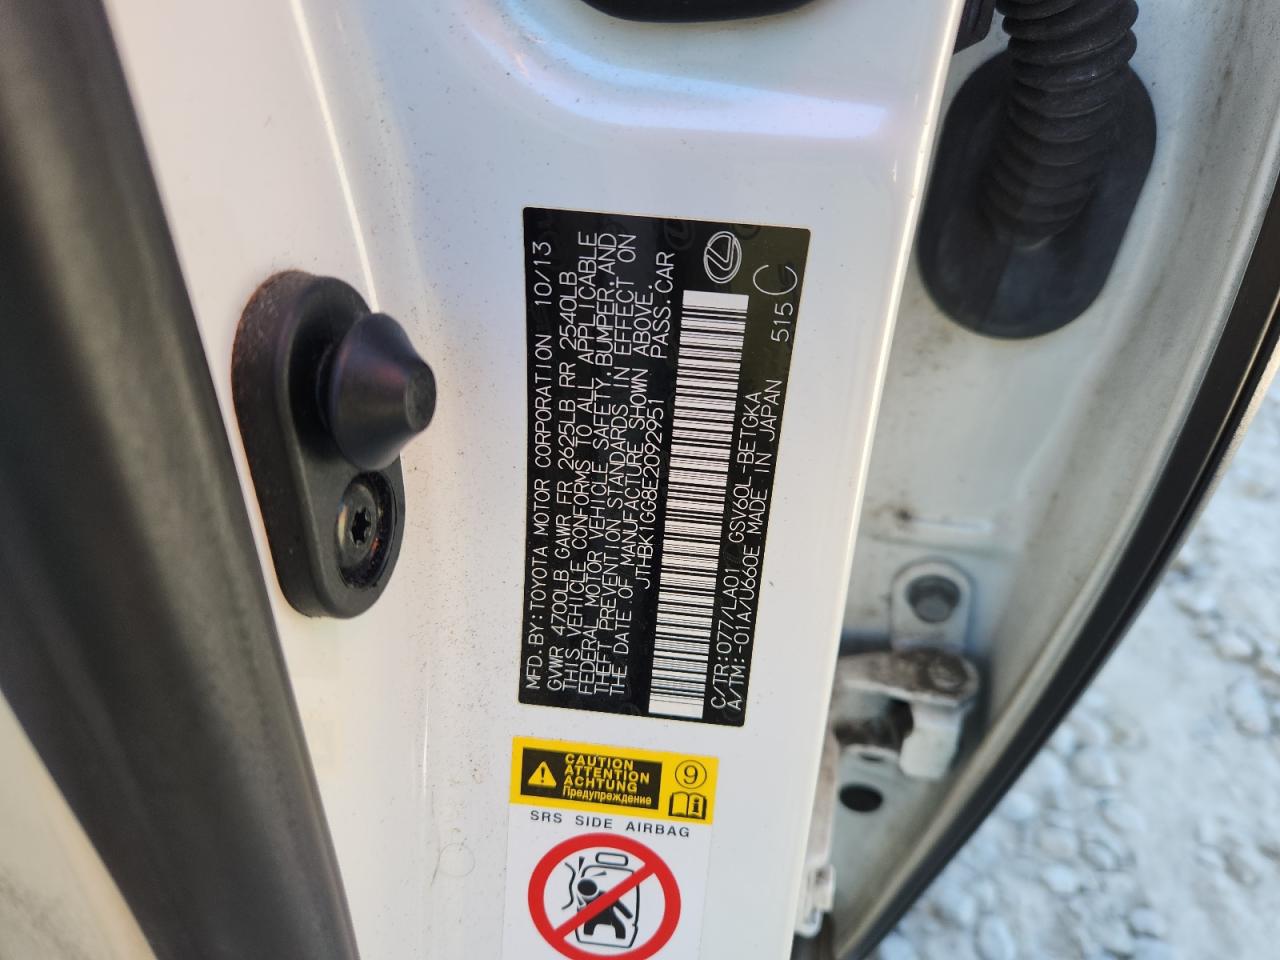 MFD. BY: TOYOTA MOTOR CORPORATION 10/13
GVWR 4700LB GAWR FR 2625LB RR 2540LB
THIS VEHICLE CONFORMS TO ALL APPLICABLE
FEDERAL MOTOR VEHICLE SAFETY, BUMPER, AND
THEFT PREVENTION STANDARDS IN EFFECT ON
THE DATE OF MANUFACTURE SHOWN ABOVE.
JTHBK1GG8E2092951 PASS. CAR
C/TR: 077/LA01 GSV60L-BETGKA 515 C
A/TM: -01A/U660E MADE IN JAPAN
CAUTION
ATTENTION
ACHTUNG
Предупреждение
9
SRS SIDE AIRBAG